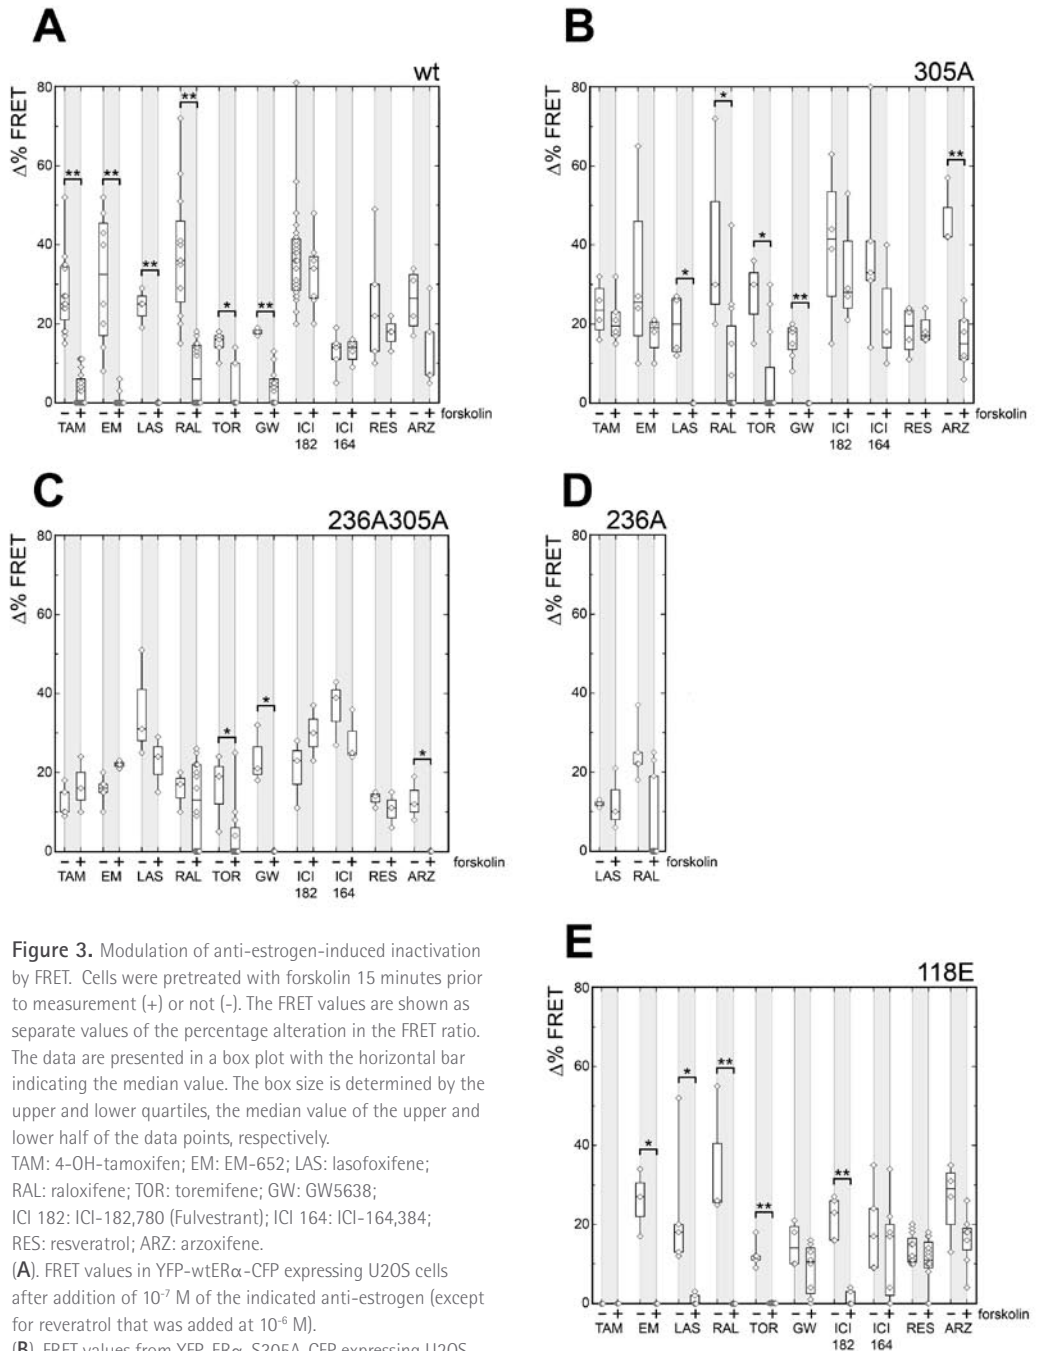 A
wt
Δ% FRET
80
60
40
20
0
** ** ** ** * **
– + – + – + – + – + – + – + – + – + – + forskolin
TAM EM LAS RAL TOR GW ICI ICI RES ARZ
182 164
B
305A
Δ% FRET
80
60
40
20
0
* * * ** **
– + – + – + – + – + – + – + – + – + – + forskolin
TAM EM LAS RAL TOR GW ICI ICI RES ARZ
182 164
C
236A305A
Δ% FRET
80
60
40
20
0
* * *
– + – + – + – + – + – + – + – + – + – + forskolin
TAM EM LAS RAL TOR GW ICI ICI RES ARZ
182 164
D
236A
Δ% FRET
80
60
40
20
0
– + – + forskolin
LAS RAL
Figure 3. Modulation of anti-estrogen-induced inactivation
by FRET. Cells were pretreated with forskolin 15 minutes prior
to measurement (+) or not (-). The FRET values are shown as
separate values of the percentage alteration in the FRET ratio.
The data are presented in a box plot with the horizontal bar
indicating the median value. The box size is determined by the
upper and lower quartiles, the median value of the upper and
lower half of the data points, respectively.
TAM: 4-OH-tamoxifen; EM: EM-652; LAS: lasofoxifene;
RAL: raloxifene; TOR: toremifene; GW: GW5638;
ICI 182: ICI-182,780 (Fulvestrant); ICI 164: ICI-164,384;
RES: resveratrol; ARZ: arzoxifene.
(A). FRET values in YFP-wtERα-CFP expressing U2OS cells
after addition of 10⁻⁷ M of the indicated anti-estrogen (except
for reveratrol that was added at 10⁻⁶ M).
(B). FRET values from YFP-ERα-S305A-CFP expressing U2OS
E
118E
Δ% FRET
80
60
40
20
0
* * ** ** **
– + – + – + – + – + – + – + – + – + – + forskolin
TAM EM LAS RAL TOR GW ICI ICI RES ARZ
182 164